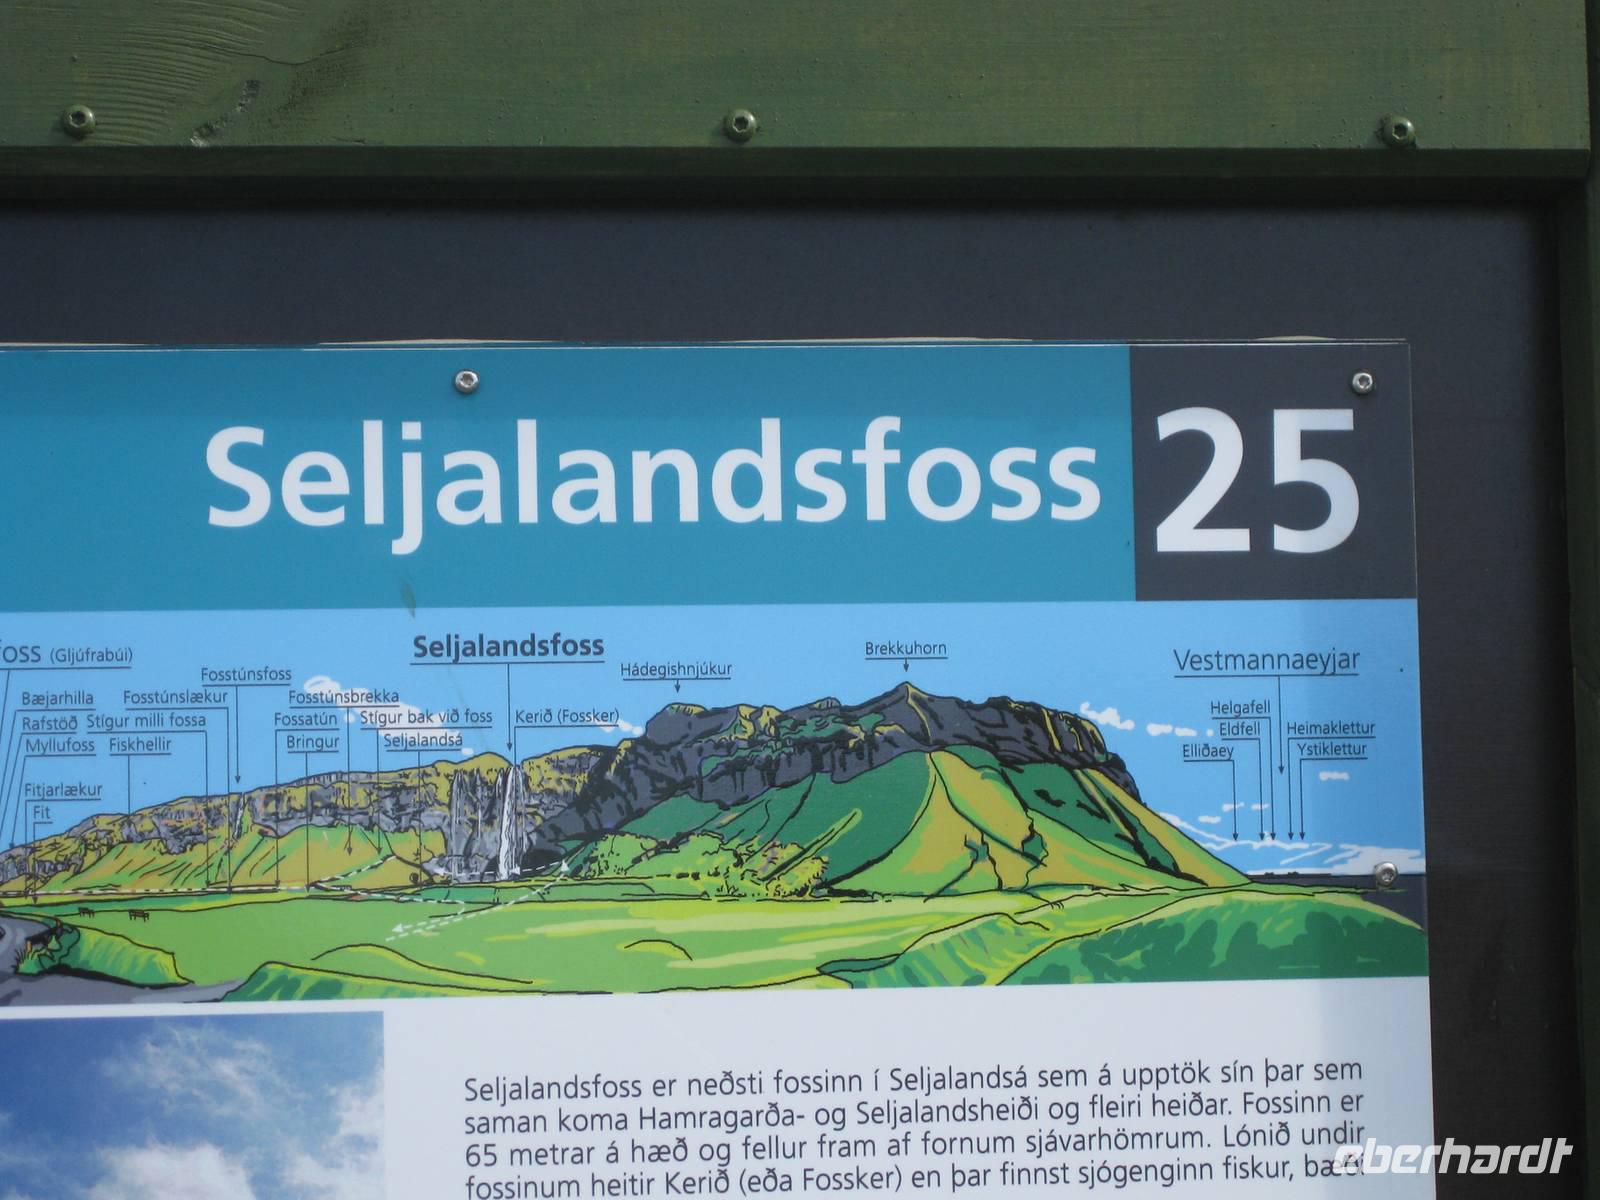 Seljalandsfoss 25
foss (Gljúfrabúi)
Seljalandsfoss
Hádegishnjúkur
Brekkuhorn
Vestmannaeyjar
Fosstúnsfoss
Bæjarhilla
Fosstúnslækur
Fosstúnsbrekka
Rafstöð
Stígur milli fossa
Fossatún
Stígur bak við foss
Kerið (Fossker)
Myllufoss
Fiskhellir
Bringur
Seljalandsá
Fitjarlækur
Fit
Helgafell
Eldfell
Heimaklettur
Elliðaey
Ystiklettur
Seljalandsfoss er neðsti fossinn í Seljalandsá sem á upptök sín þar sem
saman koma Hamragarða- og Seljalandsheiði og fleiri heiðar. Fossinn er
65 metrar á hæð og fellur fram af fornum sjávarhömrum. Lónið undir
fossinum heitir Kerið (eða Fossker) en þar finnst sjógenginn fiskur, bæði
eberhardt